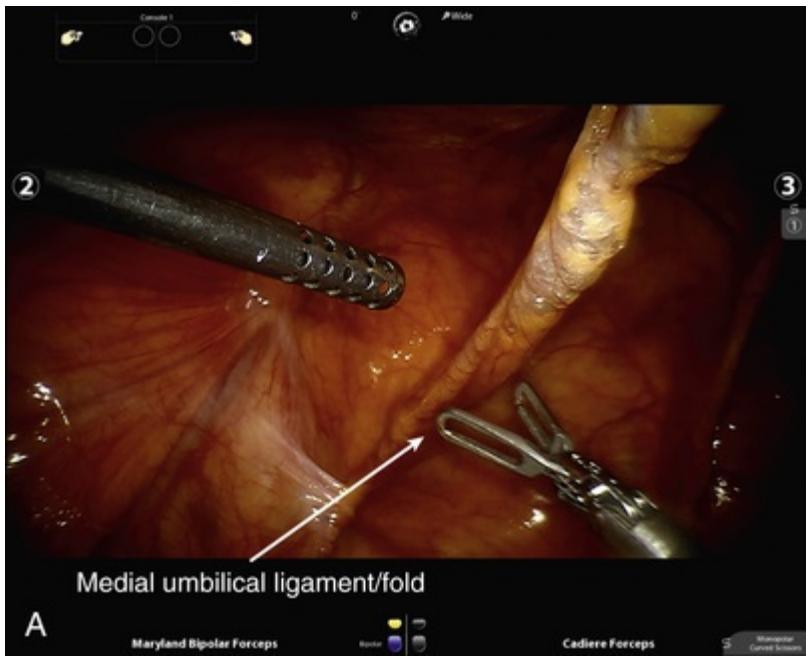 Console 1
0°
Wide
2
3
S
1
Medial umbilical ligament/fold
A
Maryland Bipolar Forceps
Bipolar
Cadiere Forceps
S
Monopolar
Curved Scissors